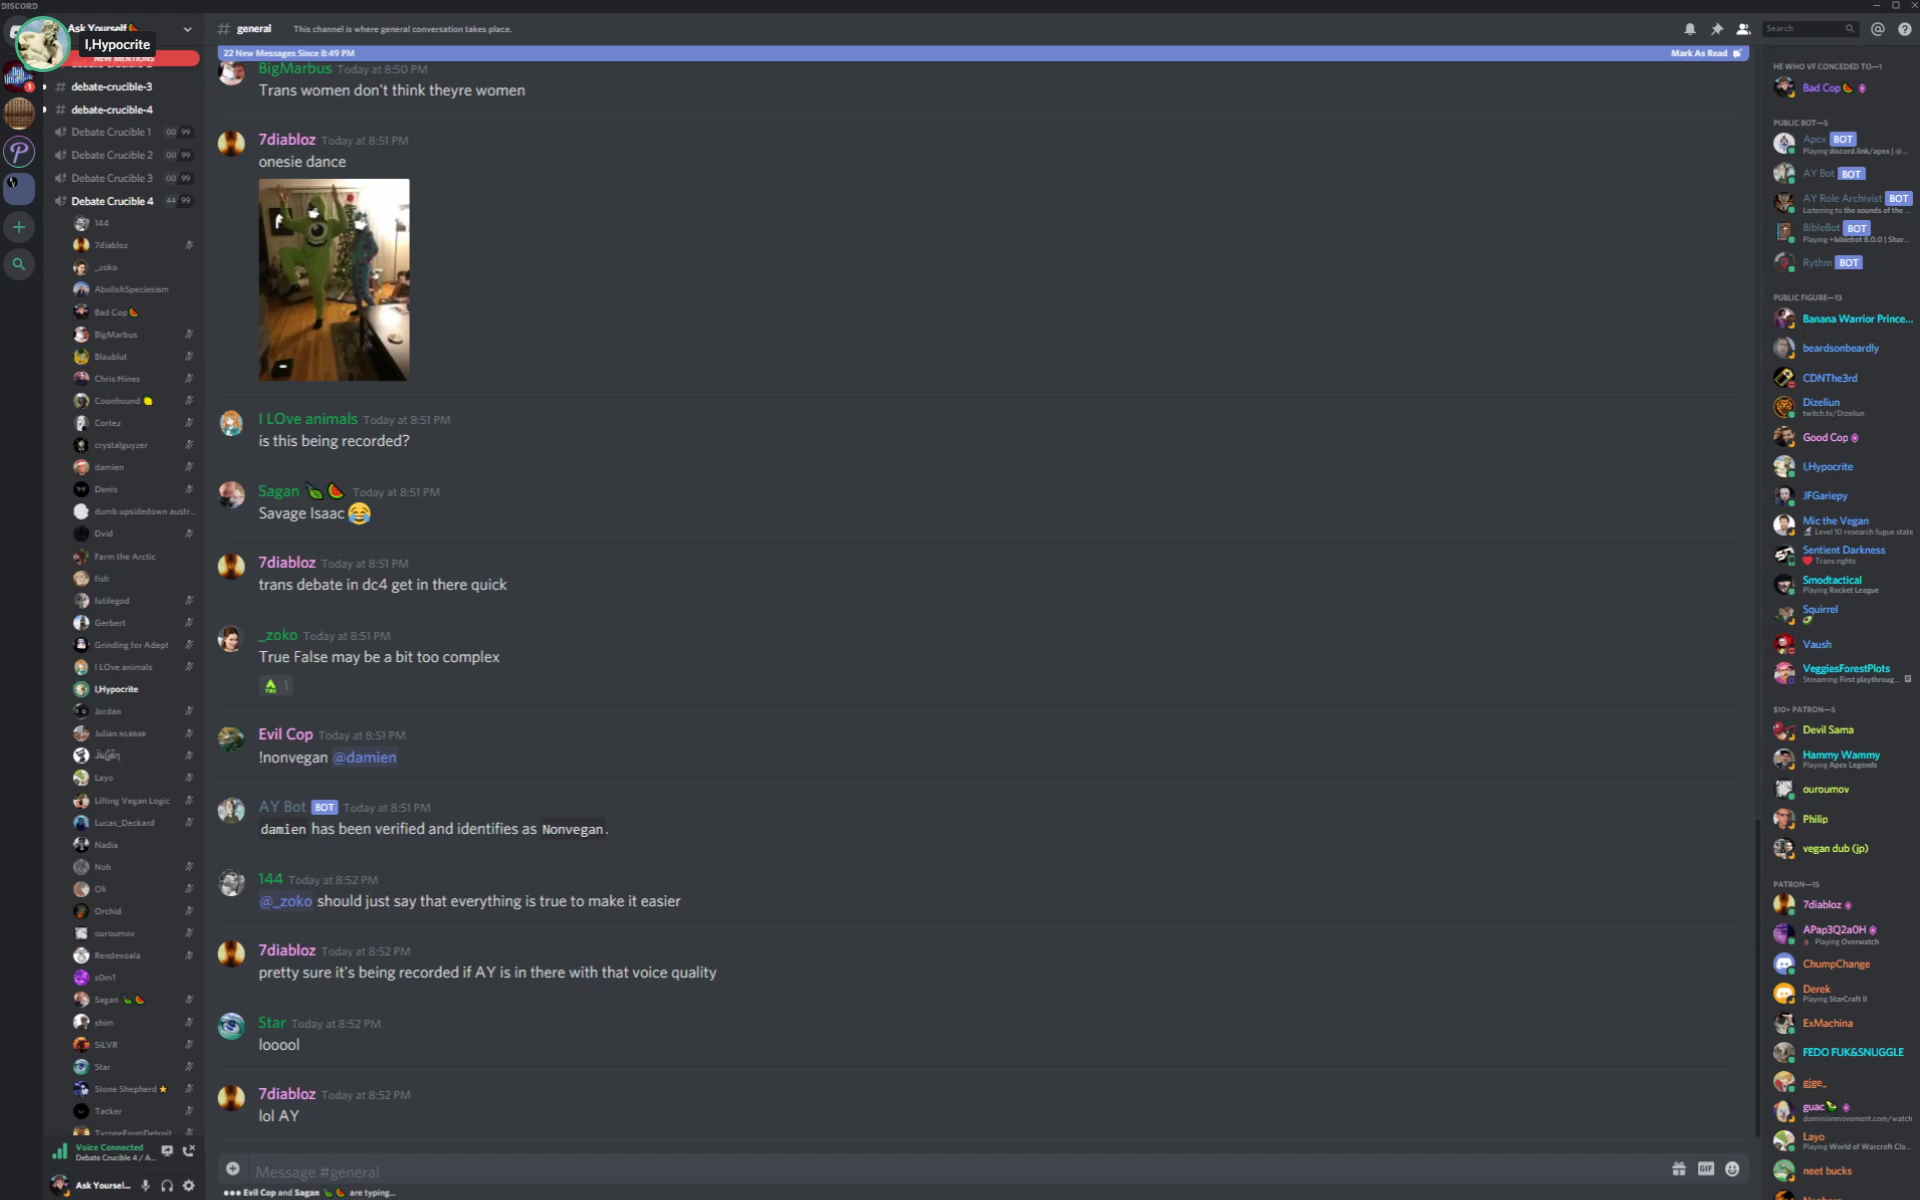 DISCORD
Ask Yourself
I,Hypocrite
NEW MENTIONS
debate-crucible-3
debate-crucible-4
Debate Crucible 1 00 99
Debate Crucible 2 00 99
Debate Crucible 3 00 99
Debate Crucible 4 44 99
144
7diabloz
_zoko
AbolishSpeciesism
Bad Cop
BigMarbus
Blaublut
Chris Hines
Coonhound
Cortez
crystalguyzer
damien
Denis
dumb upsidedown austr...
Dvid
Farm the Arctic
fish
futilegod
Gerbert
Grinding for Adept
I LOve animals
I,Hypocrite
Jordan
Julian NLRBAR
Layo
Lifting Vegan Logic
Lucas_Deckard
Nadia
Noh
Oli
Orchid
ouroumov
Rendevoala
s0m1
Sagan
shim
SiLVR
Star
Stone Shepherd
Tacker
TyroneFromDetroit
Voice Connected
Debate Crucible 4 / A...
Ask Yoursel...
# general This channel is where general conversation takes place.
Search
22 New Messages Since 8:49 PM Mark As Read
BigMarbus Today at 8:50 PM
Trans women don't think theyre women
7diabloz Today at 8:51 PM
onesie dance
I LOve animals Today at 8:51 PM
is this being recorded?
Sagan Today at 8:51 PM
Savage Isaac 😂
7diabloz Today at 8:51 PM
trans debate in dc4 get in there quick
_zoko Today at 8:51 PM
True False may be a bit too complex
1
Evil Cop Today at 8:51 PM
!nonvegan @damien
AY Bot BOT Today at 8:51 PM
damien has been verified and identifies as Nonvegan.
144 Today at 8:52 PM
@_zoko should just say that everything is true to make it easier
7diabloz Today at 8:52 PM
pretty sure it's being recorded if AY is in there with that voice quality
Star Today at 8:52 PM
looool
7diabloz Today at 8:52 PM
lol AY
Message #general
GIF
Evil Cop and Sagan are typing...
HE WHO VF CONCEDED TO—1
Bad Cop
PUBLIC BOT—5
Apex BOT
Playing discord.link/apex | @...
AY Bot BOT
AY Role Archivist BOT
Listening to the sounds of the ...
BibleBot BOT
Playing +biblebot 8.0.0 | Shar...
Rythm BOT
PUBLIC FIGURE—13
Banana Warrior Prince...
beardsonbeardly
CDNThe3rd
Dizeliun
twitch.tv/Dizeliun
Good Cop
I,Hypocrite
JFGariepy
Mic the Vegan
Level 10 research fugue state
Sentient Darkness
Trans rights
Smodtactical
Playing Rocket League
Squirrel
Vaush
VeggiesForestPlots
Streaming First playthroug...
$10+ PATRON—5
Devil Sama
Hammy Wammy
Playing Apex Legends
ouroumov
Philip
vegan dub (jp)
PATRON—15
7diabloz
APap3Q2a0H
Playing Overwatch
ChumpChange
Derek
Playing StarCraft II
ExMachina
FEDO FUK&SNUGGLE
gjge_
guac
dominionmovement.com/watch
Layo
Playing World of Warcraft Cla...
neet bucks